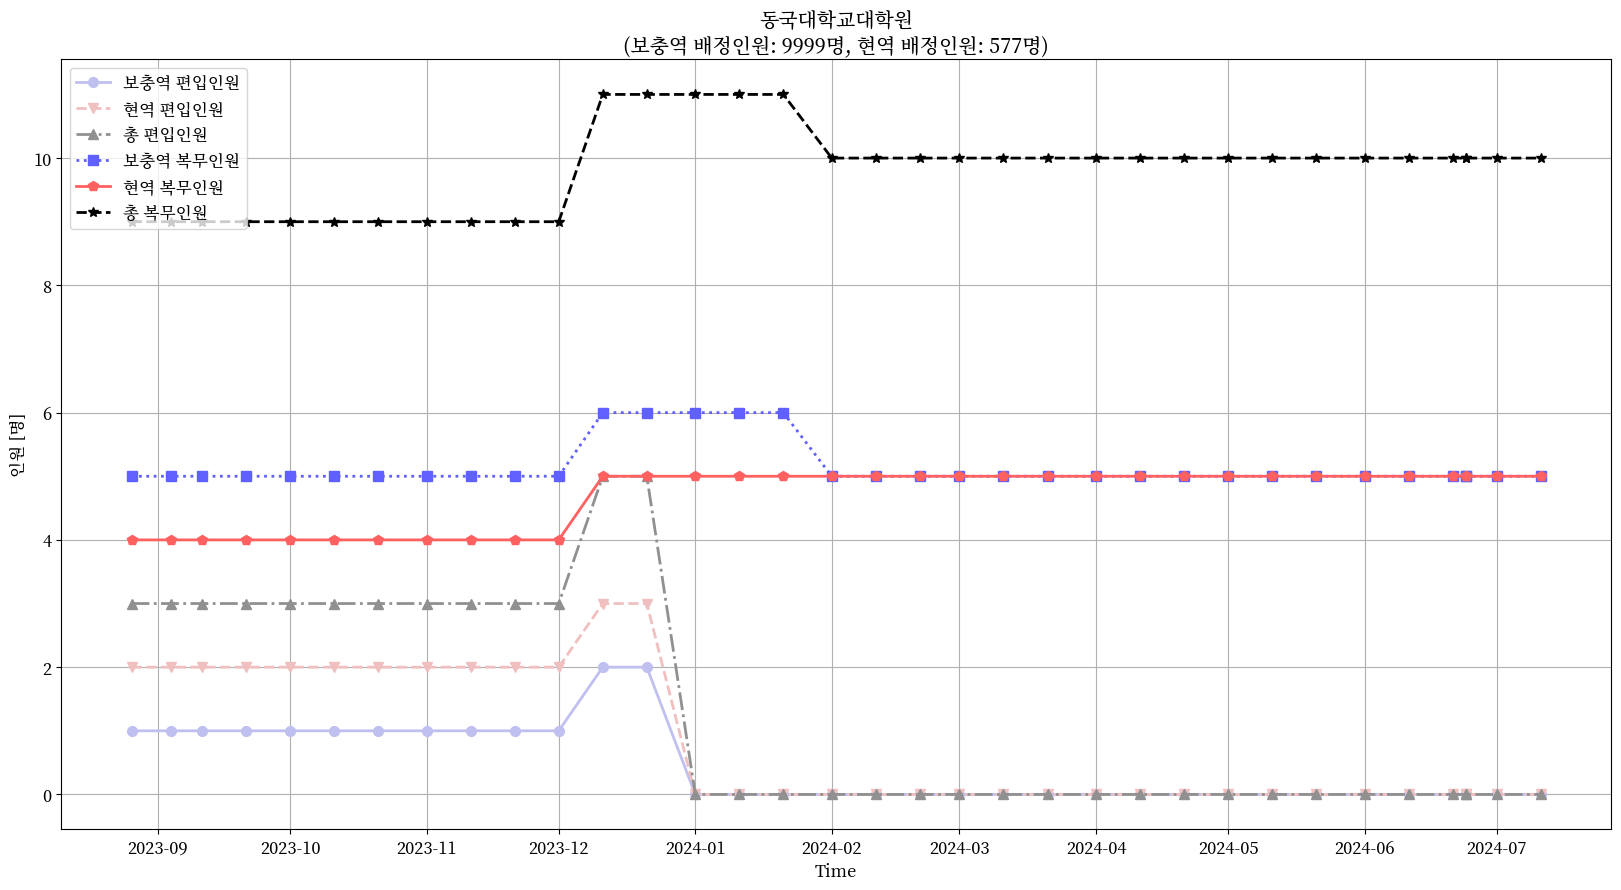 동국대학교대학원
(보충역 배정인원: 9999명, 현역 배정인원: 577명)
보충역 편입인원
현역 편입인원
총 편입인원
보충역 복무인원
현역 복무인원
총 복무인원
인원 [명]
10
8
6
4
2
0
2023-09 2023-10 2023-11 2023-12 2024-01 2024-02 2024-03 2024-04 2024-05 2024-06 2024-07
Time